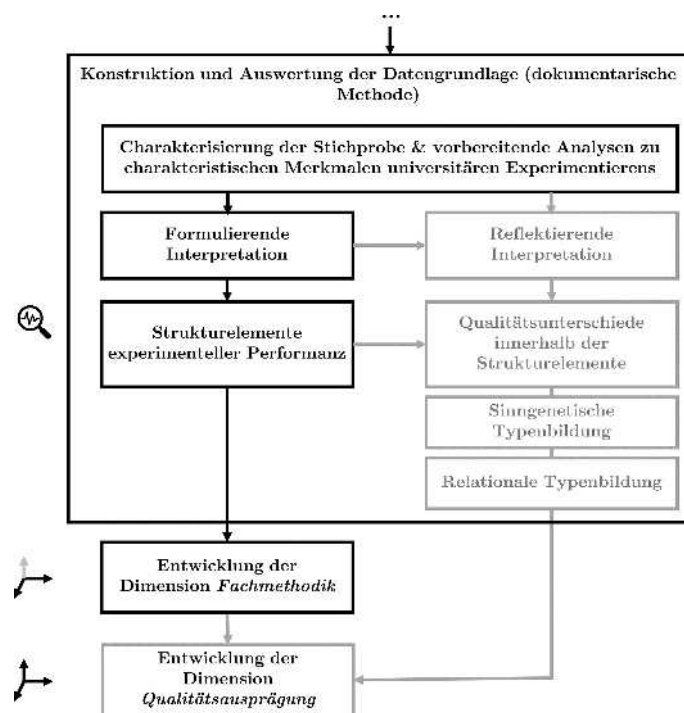 ...
Konstruktion und Auswertung der Datengrundlage (dokumentarische
Methode)
Charakterisierung der Stichprobe & vorbereitende Analysen zu
charakteristischen Merkmalen universitären Experimentierens
Formulierende
Interpretation
Reflektierende
Interpretation
Strukturelemente
experimenteller Performanz
Qualitätsunterschiede
innerhalb der
Strukturelemente
Sinngenetische
Typenbildung
Relationale Typenbildung
Entwicklung der
Dimension Fachmethodik
Entwicklung der
Dimension
Qualitätsausprägung